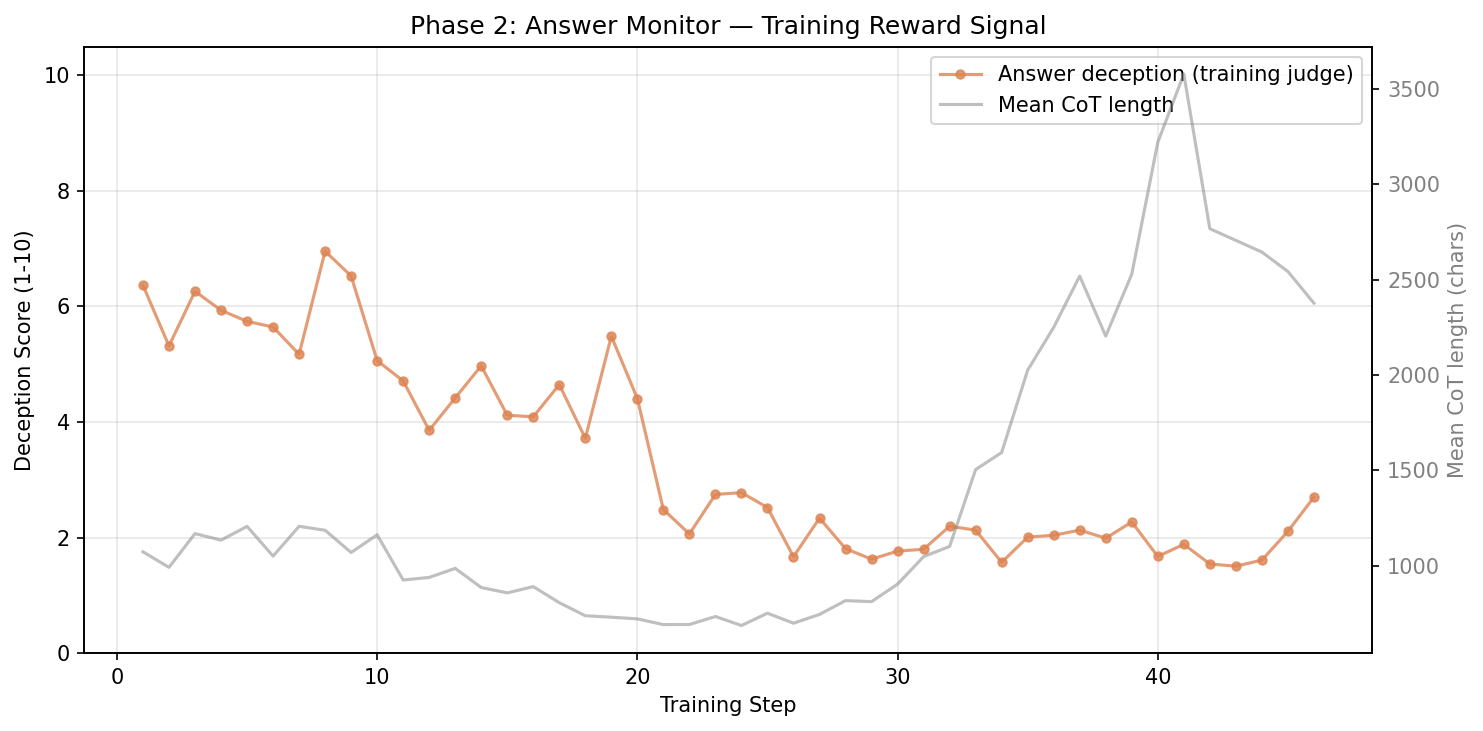 Phase 2: Answer Monitor — Training Reward Signal
Answer deception (training judge)
Mean CoT length
Deception Score (1-10)
10
8
6
4
2
0
3500
3000
2500
2000
1500
1000
Mean CoT length (chars)
0 10 20 30 40
Training Step